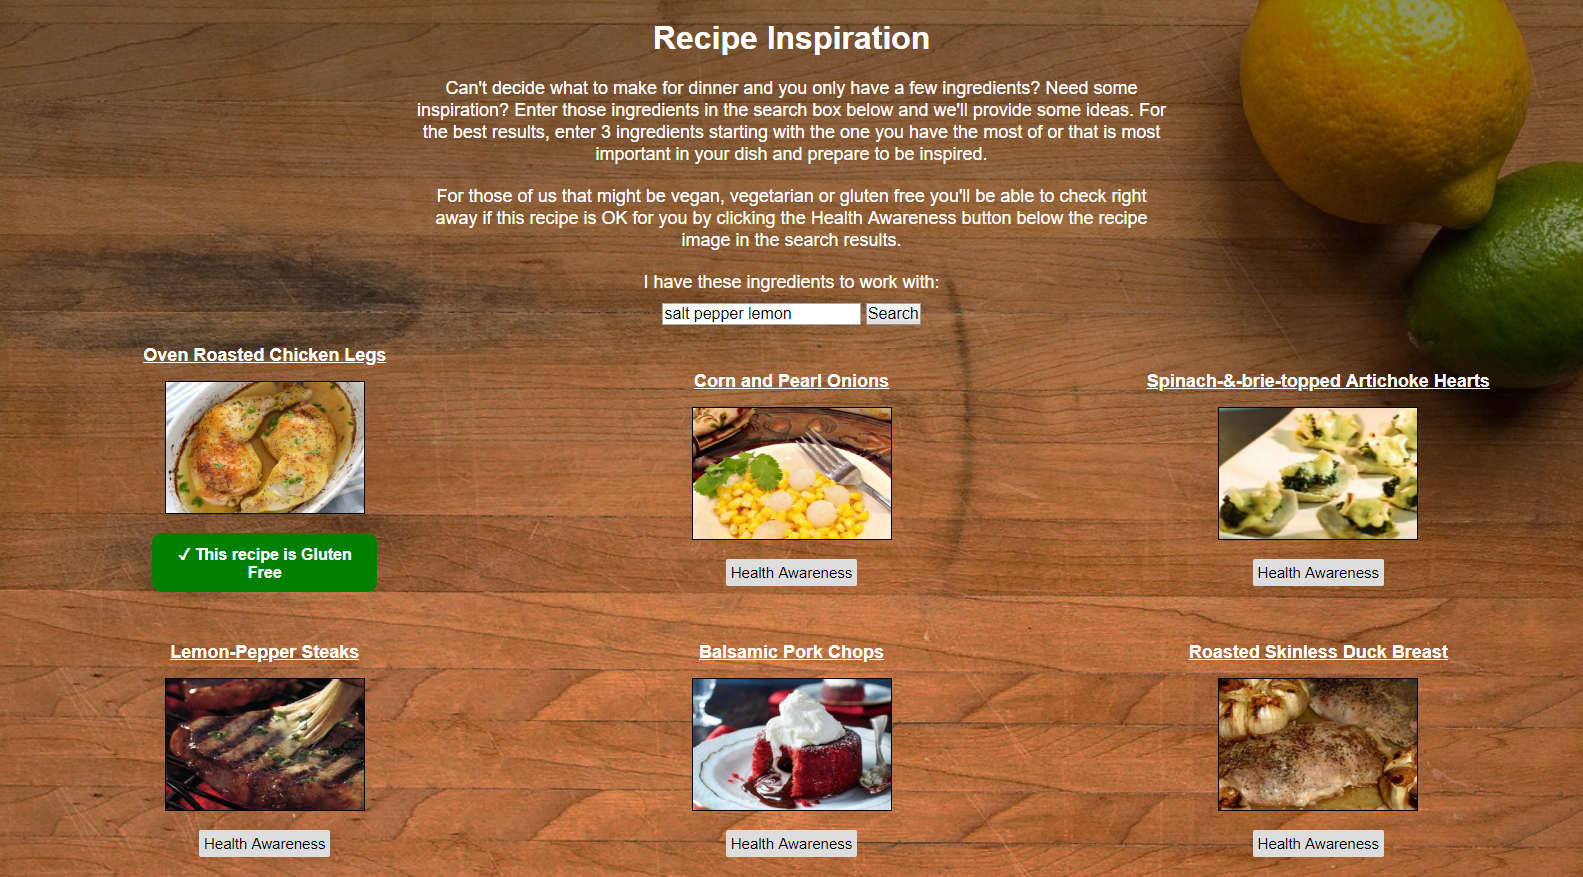 Recipe Inspiration
Can't decide what to make for dinner and you only have a few ingredients? Need some
inspiration? Enter those ingredients in the search box below and we'll provide some ideas. For
the best results, enter 3 ingredients starting with the one you have the most of or that is most
important in your dish and prepare to be inspired.
For those of us that might be vegan, vegetarian or gluten free you'll be able to check right
away if this recipe is OK for you by clicking the Health Awareness button below the recipe
image in the search results.
I have these ingredients to work with:
salt pepper lemon Search
Oven Roasted Chicken Legs
Corn and Pearl Onions
Spinach-&-brie-topped Artichoke Hearts
✓ This recipe is Gluten
Free
Health Awareness
Health Awareness
Lemon-Pepper Steaks
Balsamic Pork Chops
Roasted Skinless Duck Breast
Health Awareness
Health Awareness
Health Awareness